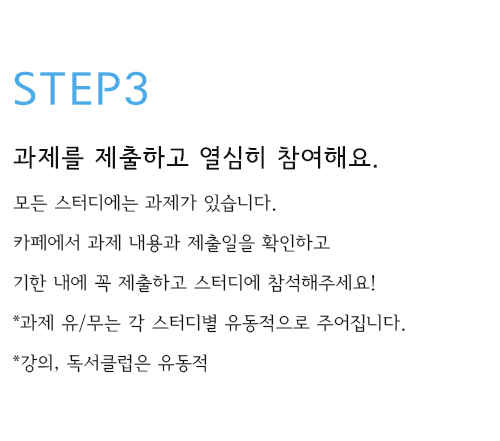 STEP3
과제를 제출하고 열심히 참여해요.
모든 스터디에는 과제가 있습니다.
카페에서 과제 내용과 제출일을 확인하고
기한 내에 꼭 제출하고 스터디에 참석해주세요!
*과제 유/무는 각 스터디별 유동적으로 주어집니다.
*강의, 독서클럽은 유동적